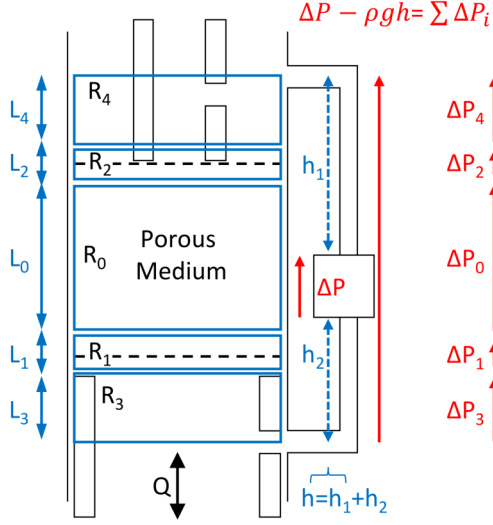 ΔP − ρgh= ∑ ΔPᵢ
L₄
R₄
ΔP₄
L₂
R₂
h₁
ΔP₂
L₀
R₀
Porous
Medium
ΔP
ΔP₀
L₁
R₁
h₂
ΔP₁
L₃
R₃
ΔP₃
Q
h=h₁+h₂